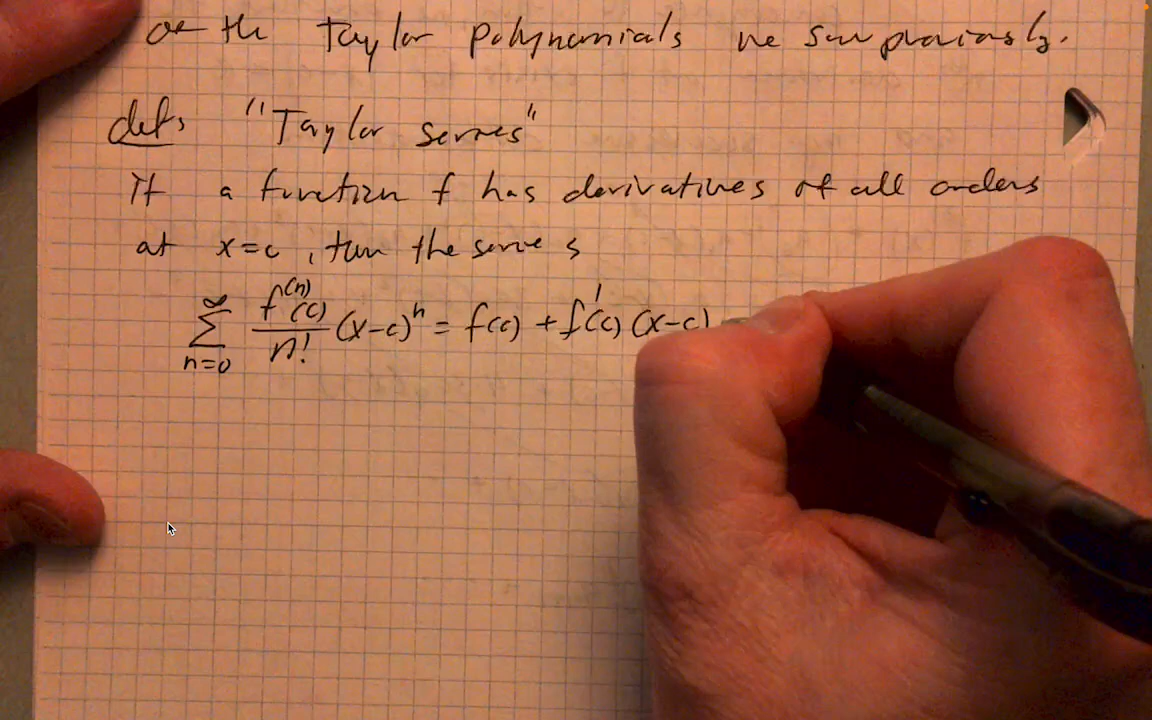 of the Taylor Polynomials we saw previously.
def: "Taylor series"
If a function f has derivatives of all orders
at x=c, then the series
∞ Σ n=0 f⁽ⁿ⁾(c)/n! (x-c)ⁿ = f(c) + f'(c)(x-c)